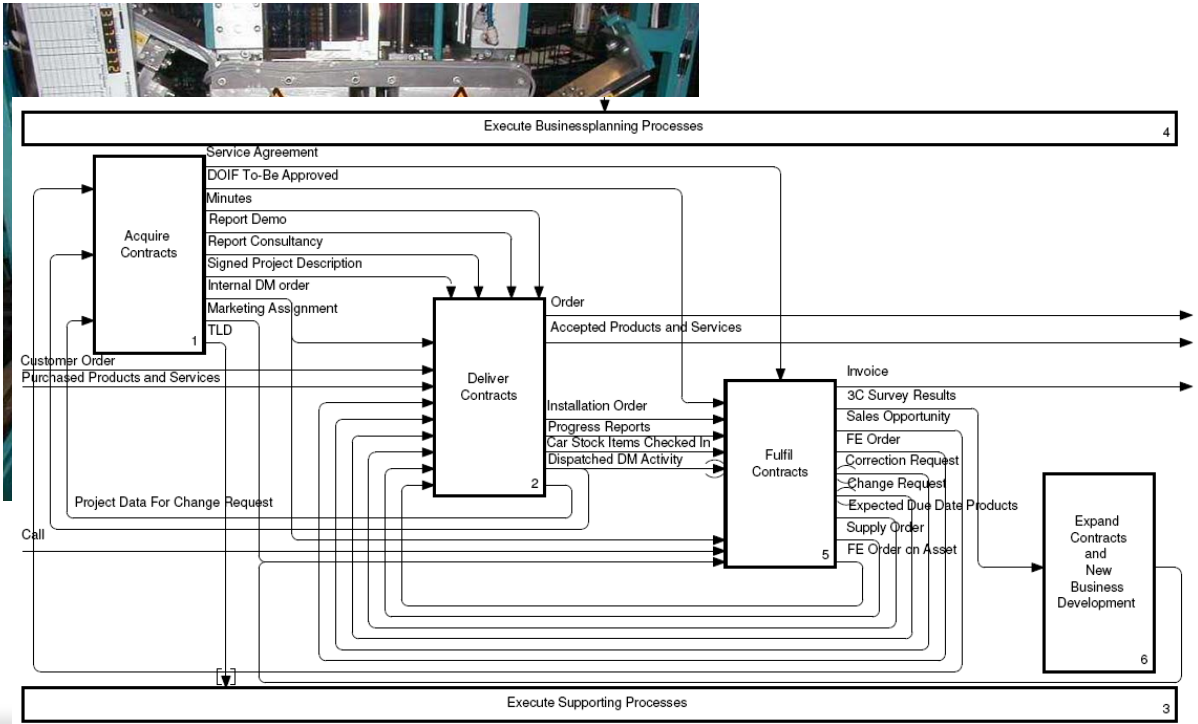 Execute Businessplanning Processes
4
Service Agreement
DOIF To-Be Approved
Minutes
Report Demo
Report Consultancy
Signed Project Description
Internal DM order
Marketing Assignment
TLD
Acquire
Contracts
1
Customer Order
Purchased Products and Services
Order
Accepted Products and Services
Deliver
Contracts
2
Installation Order
Progress Reports
Car Stock Items Checked In
Dispatched DM Activity
Invoice
3C Survey Results
Sales Opportunity
FE Order
Correction Request
Change Request
Expected Due Date Products
Supply Order
FE Order on Asset
Fulfil
Contracts
5
Project Data For Change Request
Call
Expand
Contracts
and
New
Business
Development
6
Execute Supporting Processes
3